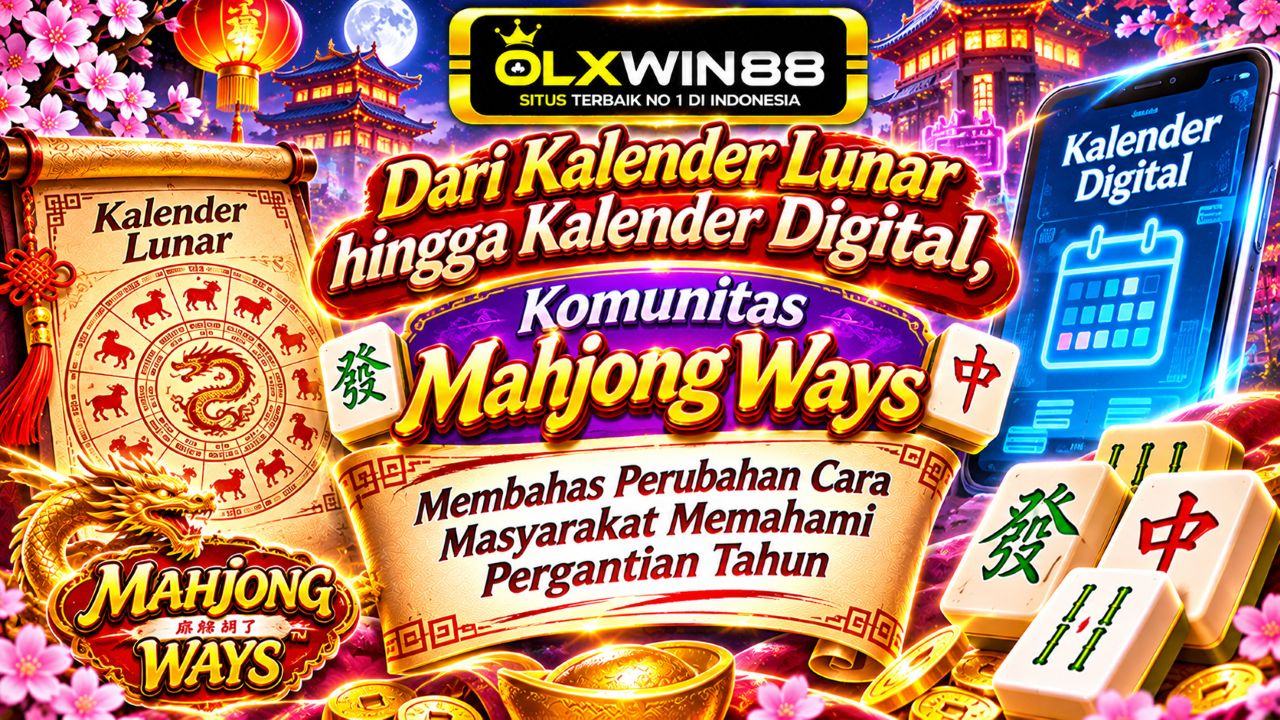 OLXWIN88
SITUS TERBAIK NO 1 DI INDONESIA
Dari Kalender Lunar
hingga Kalender Digital,
Komunitas
Mahjong Ways
Membahas Perubahan Cara
Masyarakat Memahami
Pergantian Tahun
Kalender
Lunar
Kalender
Digital
發
中
發
中
MAHJONG
WAYS